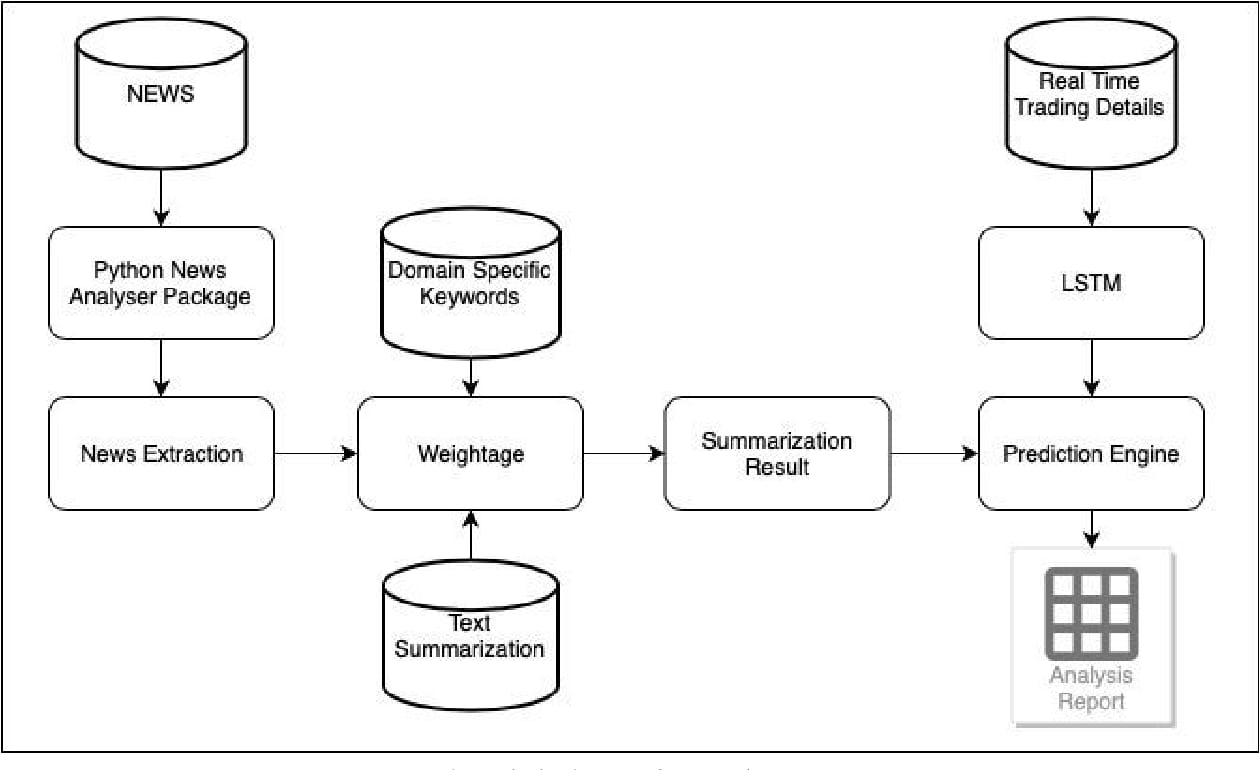 NEWS
Real Time
Trading Details
Python News
Analyser Package
Domain Specific
Keywords
LSTM
News Extraction
Weightage
Summarization
Result
Prediction Engine
Text
Summarization
Analysis
Report